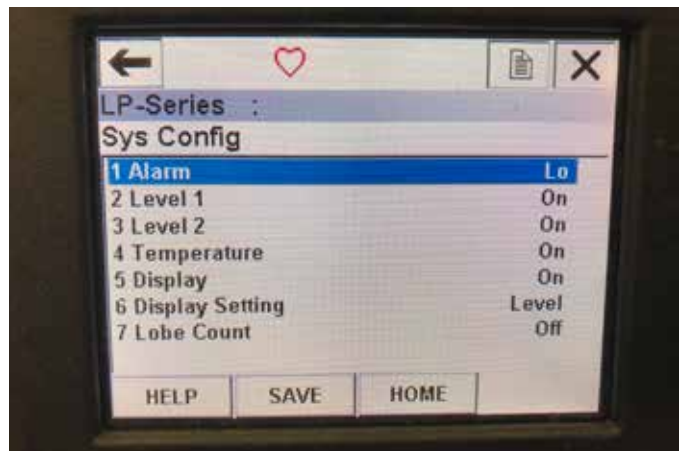 LP-Series :
Sys Config
1 Alarm Lo
2 Level 1 On
3 Level 2 On
4 Temperature On
5 Display On
6 Display Setting Level
7 Lobe Count Off
HELP SAVE HOME